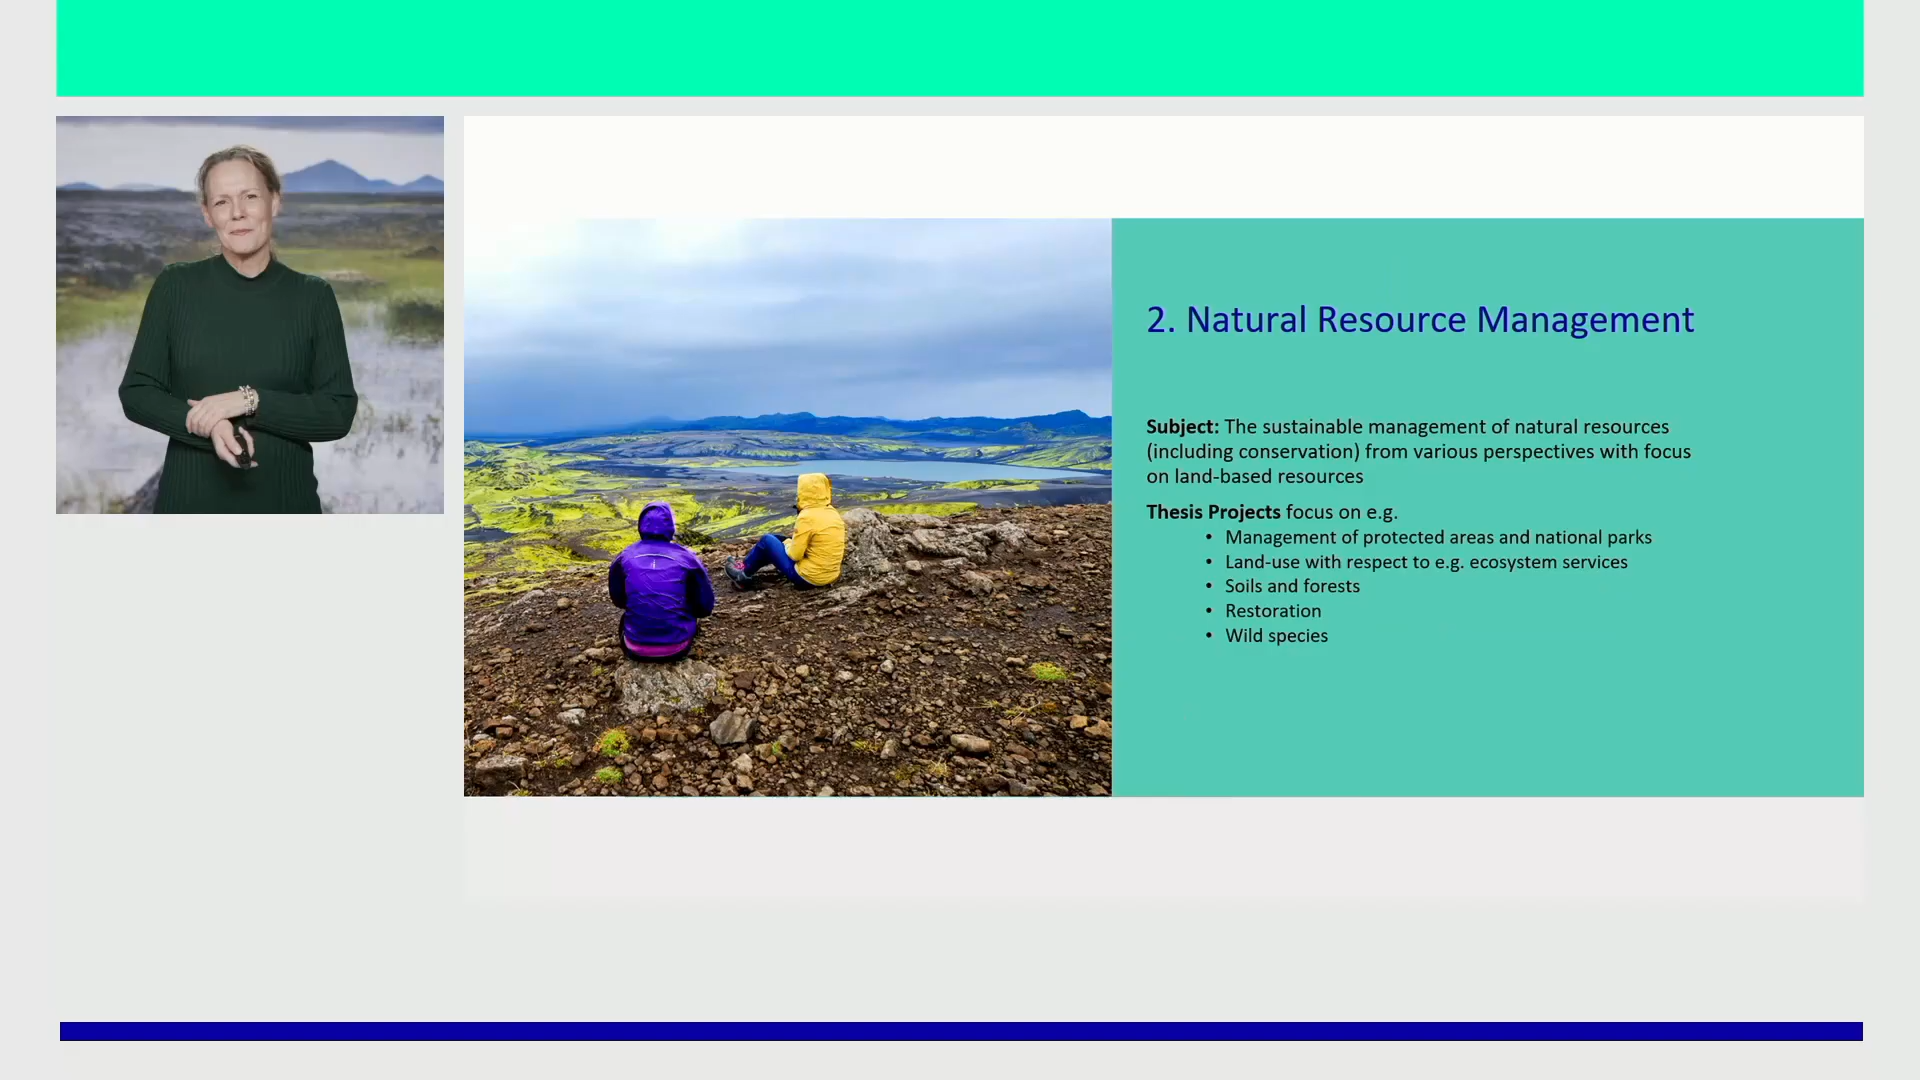 2. Natural Resource Management
Subject: The sustainable management of natural resources
(including conservation) from various perspectives with focus
on land-based resources
Thesis Projects focus on e.g.
• Management of protected areas and national parks
• Land-use with respect to e.g. ecosystem services
• Soils and forests
• Restoration
• Wild species